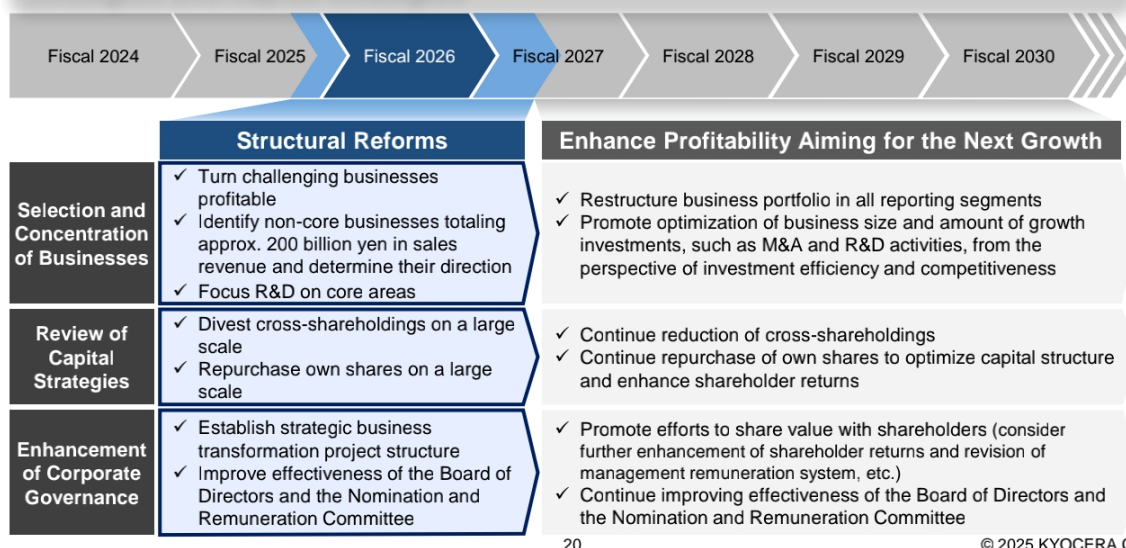 Fiscal 2024
Fiscal 2025
Fiscal 2026
Fiscal 2027
Fiscal 2028
Fiscal 2029
Fiscal 2030
Structural Reforms
Enhance Profitability Aiming for the Next Growth
Selection and
Concentration
of Businesses
✓ Turn challenging businesses
profitable
✓ Identify non-core businesses totaling
approx. 200 billion yen in sales
revenue and determine their direction
✓ Focus R&D on core areas
✓ Restructure business portfolio in all reporting segments
✓ Promote optimization of business size and amount of growth
investments, such as M&A and R&D activities, from the
perspective of investment efficiency and competitiveness
Review of
Capital
Strategies
✓ Divest cross-shareholdings on a large
scale
✓ Repurchase own shares on a large
scale
✓ Continue reduction of cross-shareholdings
✓ Continue repurchase of own shares to optimize capital structure
and enhance shareholder returns
Enhancement
of Corporate
Governance
✓ Establish strategic business
transformation project structure
✓ Improve effectiveness of the Board of
Directors and the Nomination and
Remuneration Committee
✓ Promote efforts to share value with shareholders (consider
further enhancement of shareholder returns and revision of
management remuneration system, etc.)
✓ Continue improving effectiveness of the Board of Directors and
the Nomination and Remuneration Committee
20
© 2025 KYOCERA